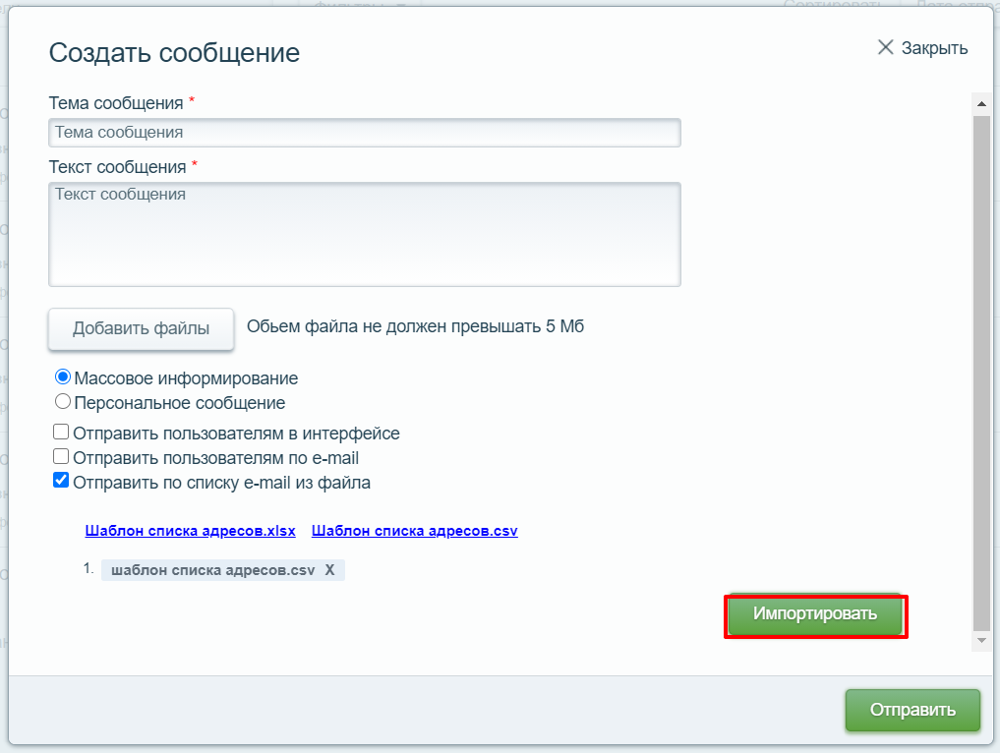 Создать сообщение
Закрыть
Тема сообщения *
Тема сообщения
Текст сообщения *
Текст сообщения
Добавить файлы Обьем файла не должен превышать 5 Мб
Массовое информирование
Персональное сообщение
Отправить пользователям в интерфейсе
Отправить пользователям по e-mail
Отправить по списку e-mail из файла
Шаблон списка адресов.xlsx Шаблон списка адресов.csv
1. шаблон списка адресов.csv X
Импортировать
Отправить